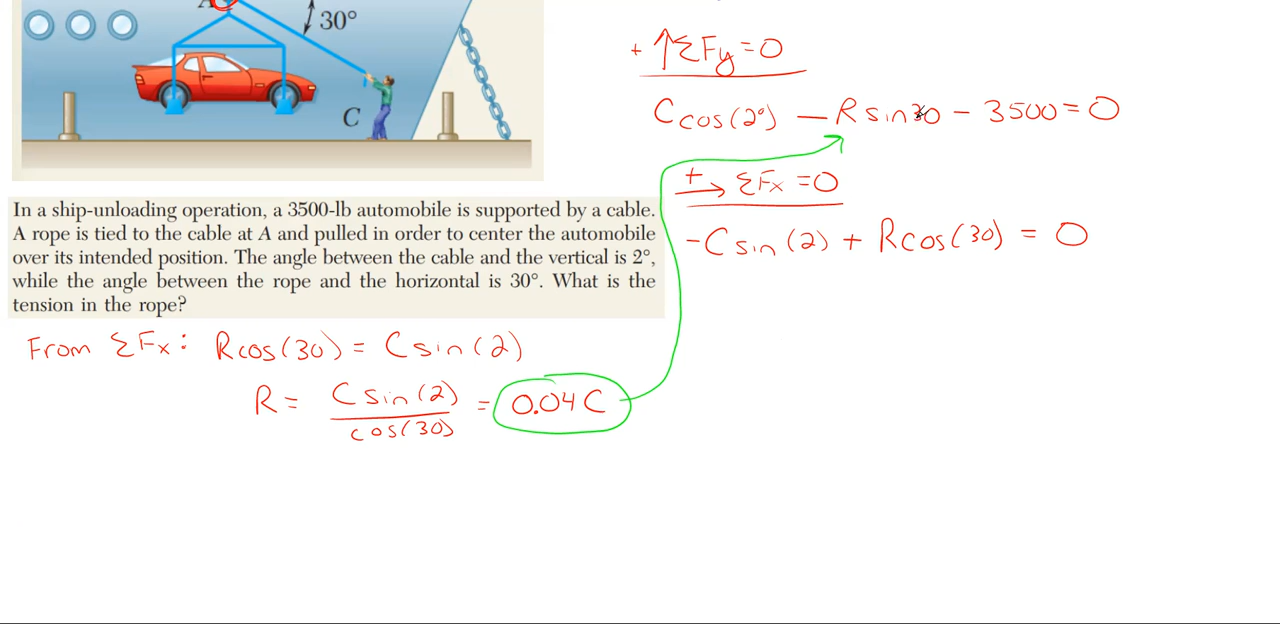 A
30°
C
In a ship-unloading operation, a 3500-lb automobile is supported by a cable.
A rope is tied to the cable at A and pulled in order to center the automobile
over its intended position. The angle between the cable and the vertical is 2°,
while the angle between the rope and the horizontal is 30°. What is the
tension in the rope?
From ΣFx: Rcos(30) = Csin(2)
R = Csin(2)/cos(30) = 0.04C
+ ↑ΣFy=0
Ccos(2°) - Rsin30 - 3500 = 0
+→ ΣFx = 0
-Csin(2) + Rcos(30) = 0